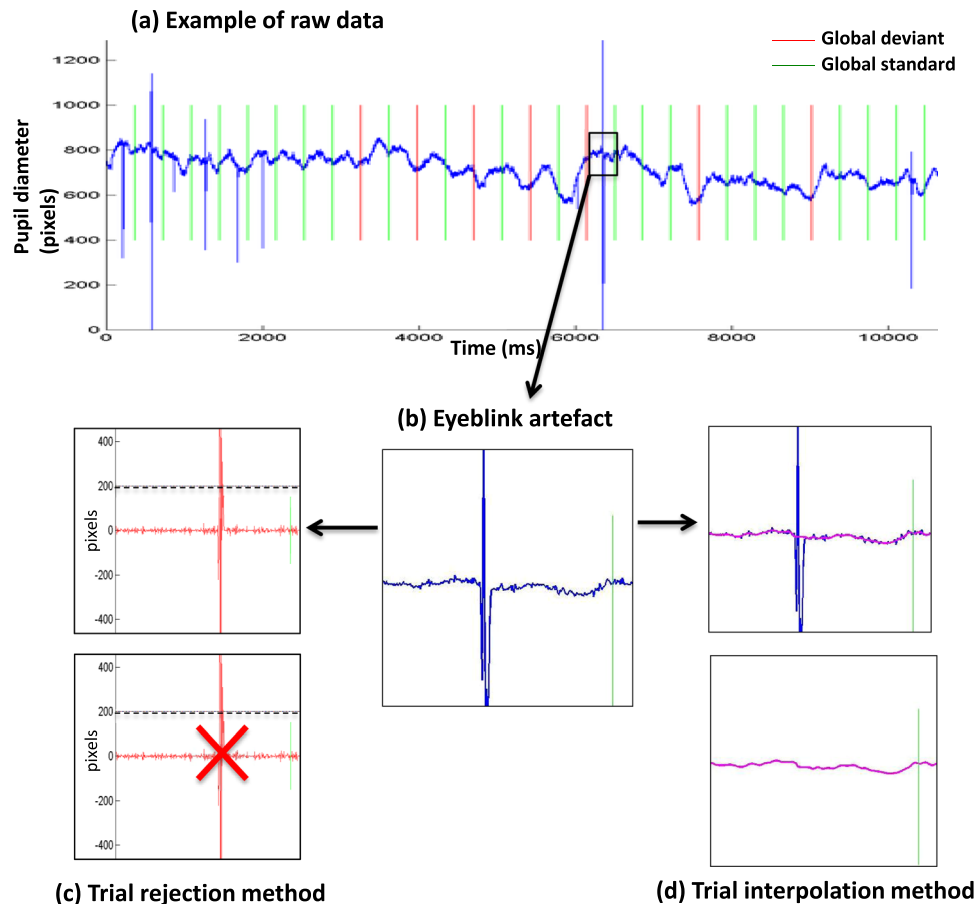 (a) Example of raw data
Global deviant
Global standard
Pupil diameter
(pixels)
1200
1000
800
600
400
200
0
0
2000
4000
6000
8000
10000
Time (ms)
(b) Eyeblink artefact
400
200
0
-200
-400
pixels
400
200
0
-200
-400
pixels
(c) Trial rejection method
(d) Trial interpolation method